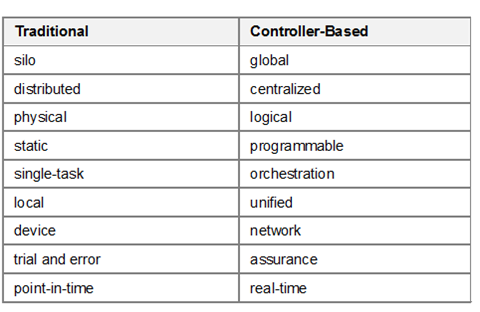 Traditional Controller-Based
silo global
distributed centralized
physical logical
static programmable
single-task orchestration
local unified
device network
trial and error assurance
point-in-time real-time